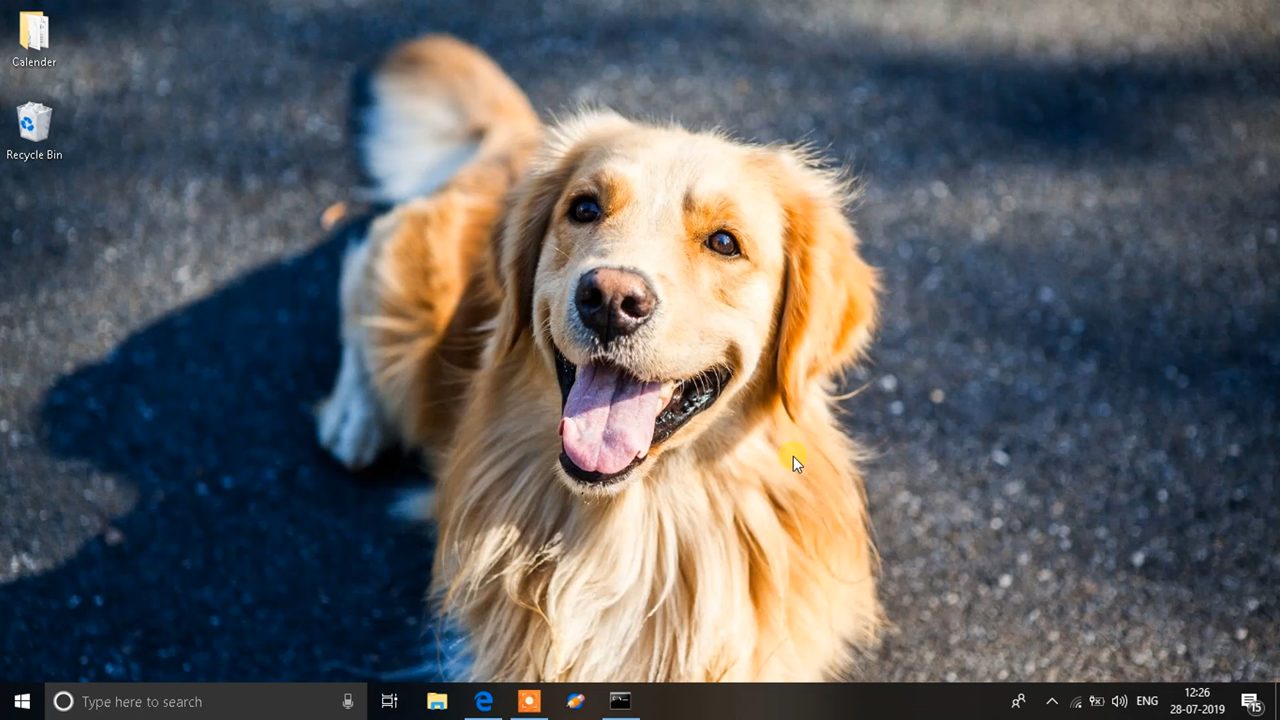 Calender
Recycle Bin
Type here to search
ENG
12:26
28-07-2019
15